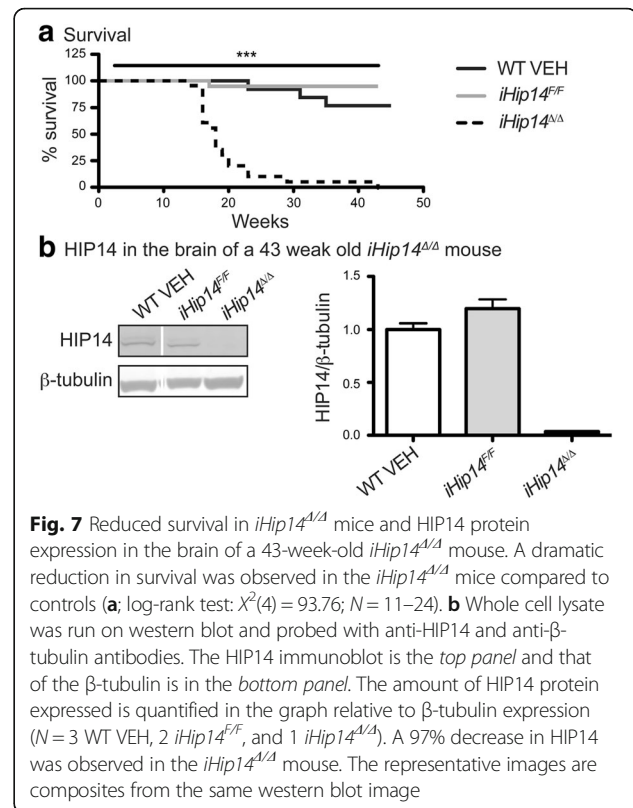 a Survival
***
125
100
75
50
25
0
% survival
0 10 20 30 40 50
Weeks
WT VEH
iHip14F/F
iHip14Δ/Δ
b HIP14 in the brain of a 43 weak old iHip14Δ/Δ mouse
WT VEH iHip14F/F iHip14Δ/Δ
HIP14
β-tubulin
HIP14/β-tubulin
1.5
1.0
0.5
0.0
WT VEH iHip14F/F iHip14Δ/Δ
Fig. 7 Reduced survival in iHip14Δ/Δ mice and HIP14 protein
expression in the brain of a 43-week-old iHip14Δ/Δ mouse. A dramatic
reduction in survival was observed in the iHip14Δ/Δ mice compared to
controls (a; log-rank test: X2(4) = 93.76; N = 11–24). b Whole cell lysate
was run on western blot and probed with anti-HIP14 and anti-β-
tubulin antibodies. The HIP14 immunoblot is the top panel and that
of the β-tubulin is in the bottom panel. The amount of HIP14 protein
expressed is quantified in the graph relative to β-tubulin expression
(N = 3 WT VEH, 2 iHip14F/F, and 1 iHip14Δ/Δ). A 97% decrease in HIP14
was observed in the iHip14Δ/Δ mouse. The representative images are
composites from the same western blot image